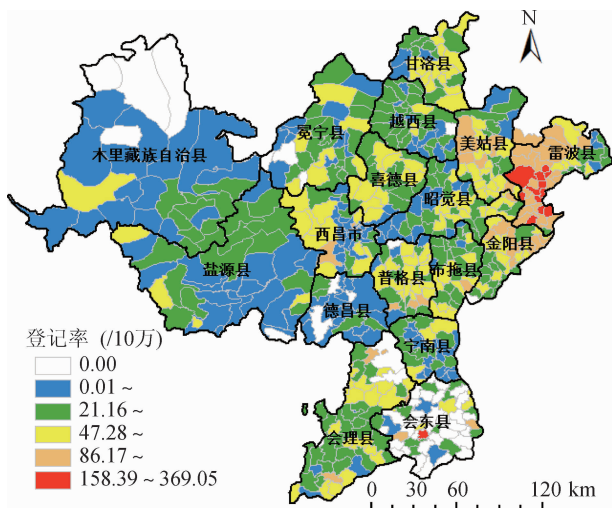 N
甘洛县
越西县
冕宁县
美姑县
雷波县
木里藏族自治县
喜德县
昭觉县
西昌市
金阳县
盐源县
普格县
布拖县
德昌县
宁南县
会东县
会理县
登记率 (/10万)
0.00
0.01～
21.16～
47.28～
86.17～
158.39～369.05
0 30 60 120 km